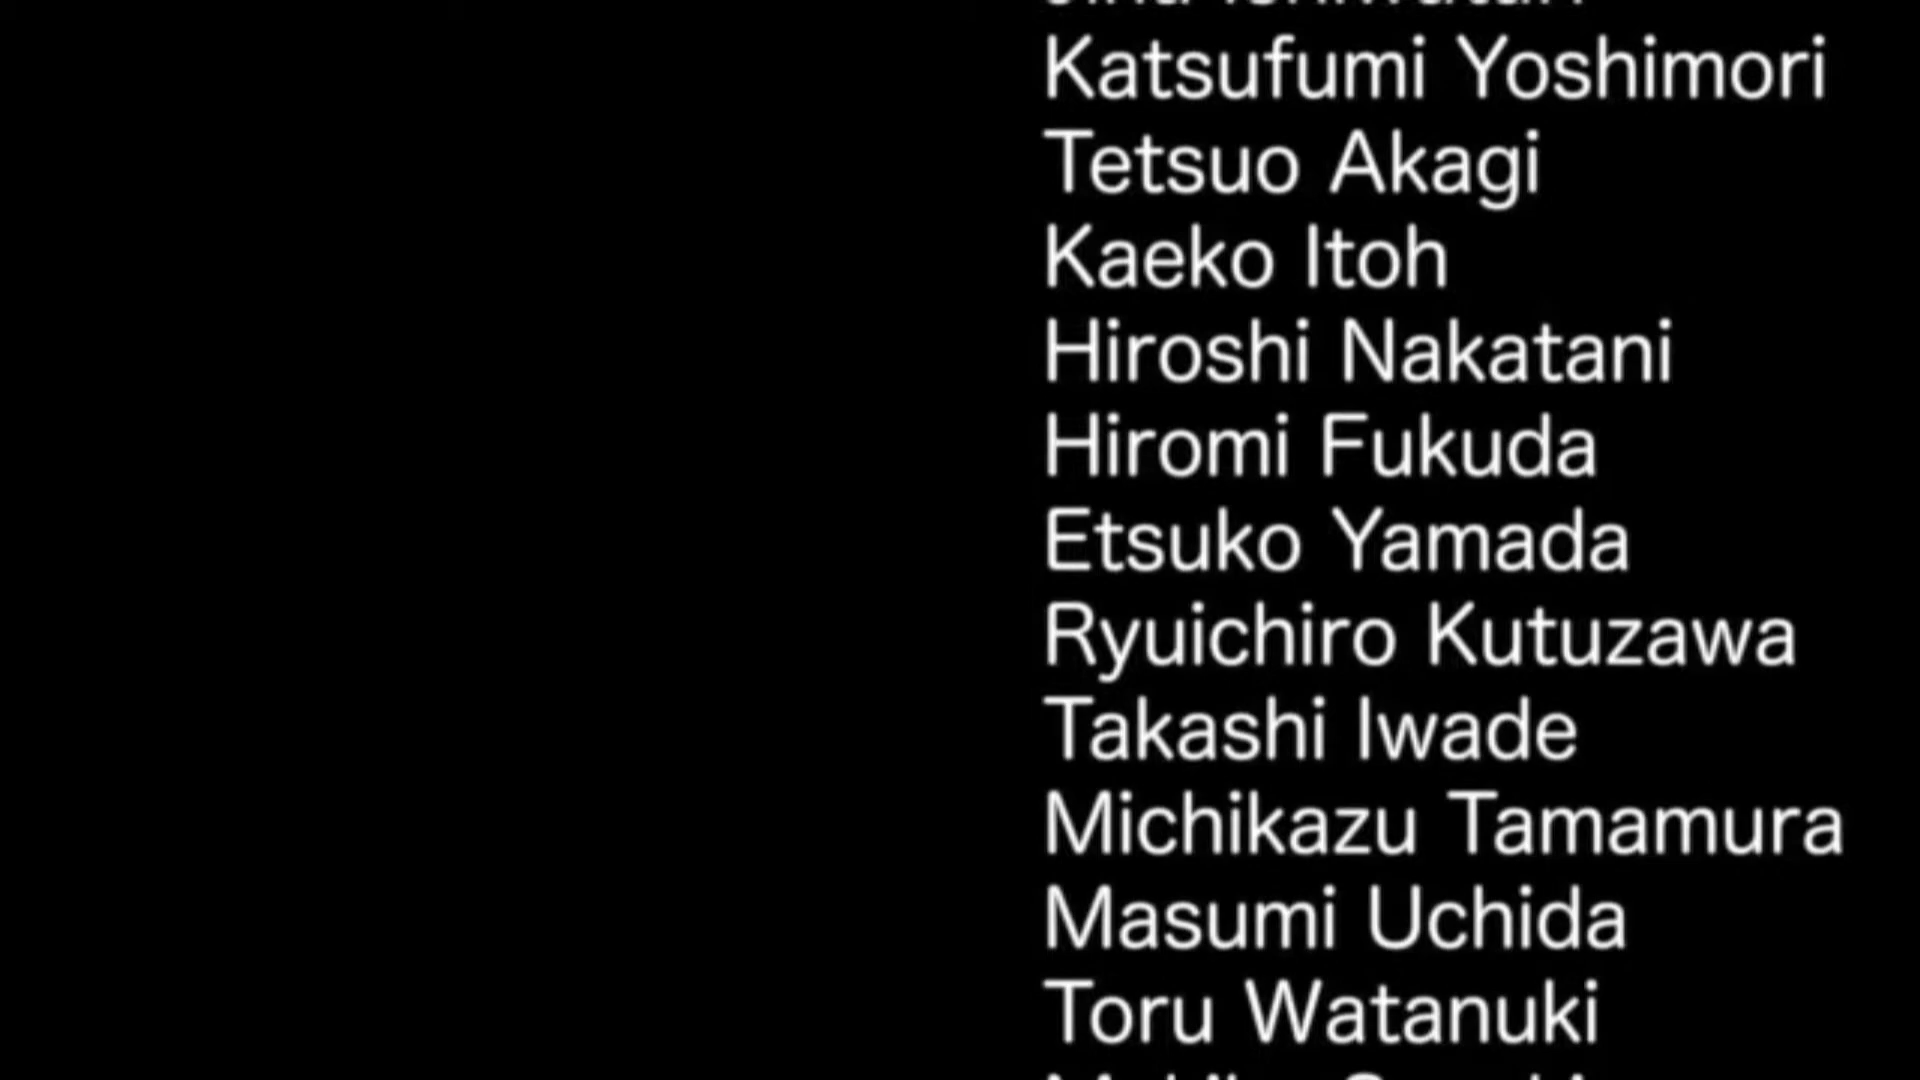 Katsufumi Yoshimori
Tetsuo Akagi
Kaeko Itoh
Hiroshi Nakatani
Hiromi Fukuda
Etsuko Yamada
Ryuichiro Kutuzawa
Takashi Iwade
Michikazu Tamamura
Masumi Uchida
Toru Watanuki